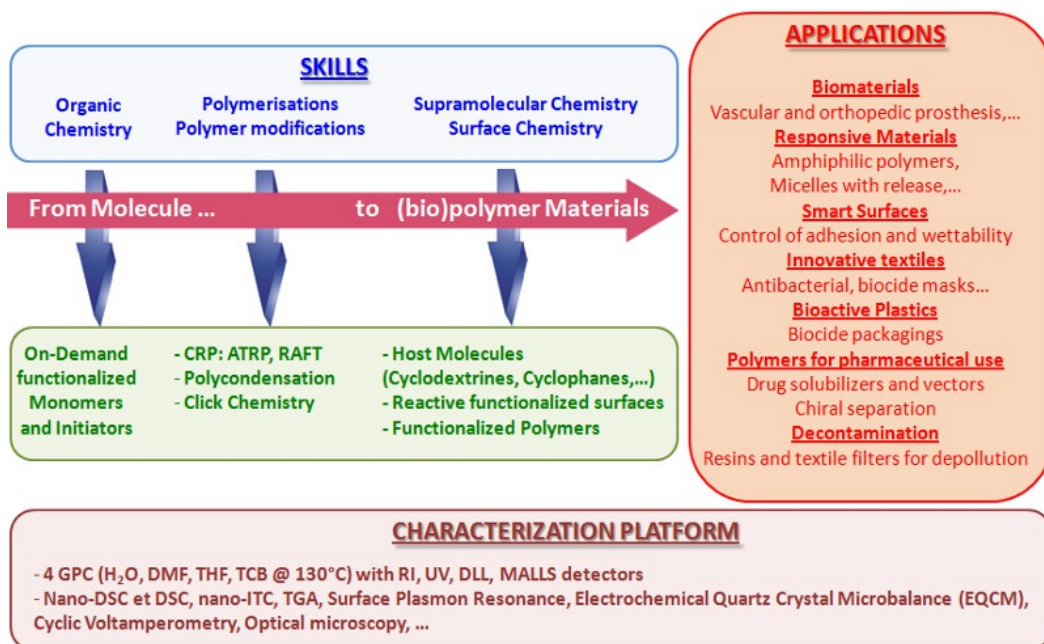 SKILLS
Organic
Chemistry
Polymerisations
Polymer modifications
Supramolecular Chemistry
Surface Chemistry
From Molecule ... to (bio)polymer Materials
On-Demand
functionalized
Monomers
and Initiators
- CRP: ATRP, RAFT
- Polycondensation
- Click Chemistry
- Host Molecules
(Cyclodextrines, Cyclophanes,...)
- Reactive functionalized surfaces
- Functionalized Polymers
APPLICATIONS
Biomaterials
Vascular and orthopedic prosthesis,...
Responsive Materials
Amphiphilic polymers,
Micelles with release,...
Smart Surfaces
Control of adhesion and wettability
Innovative textiles
Antibacterial, biocide masks...
Bioactive Plastics
Biocide packagings
Polymers for pharmaceutical use
Drug solubilizers and vectors
Chiral separation
Decontamination
Resins and textile filters for depollution
CHARACTERIZATION PLATFORM
- 4 GPC (H₂O, DMF, THF, TCB @ 130°C) with RI, UV, DLL, MALLS detectors
- Nano-DSC et DSC, nano-ITC, TGA, Surface Plasmon Resonance, Electrochemical Quartz Crystal Microbalance (EQCM),
Cyclic Voltamperometry, Optical microscopy, ...